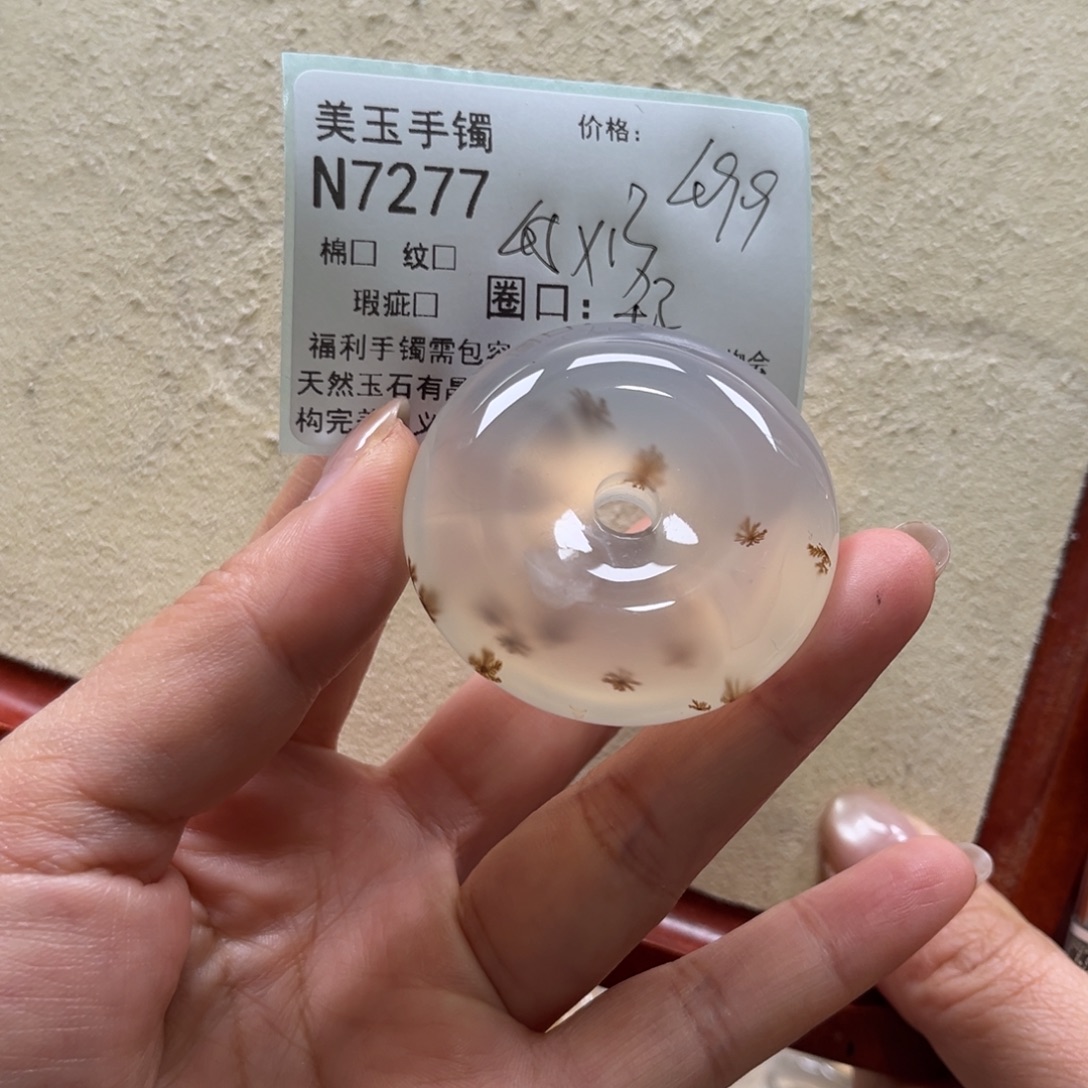 美玉手镯 价格: 699
N7277
棉□ 纹□
瑕疵□ 圈口:
福利手镯需包容
天然玉石有
构完